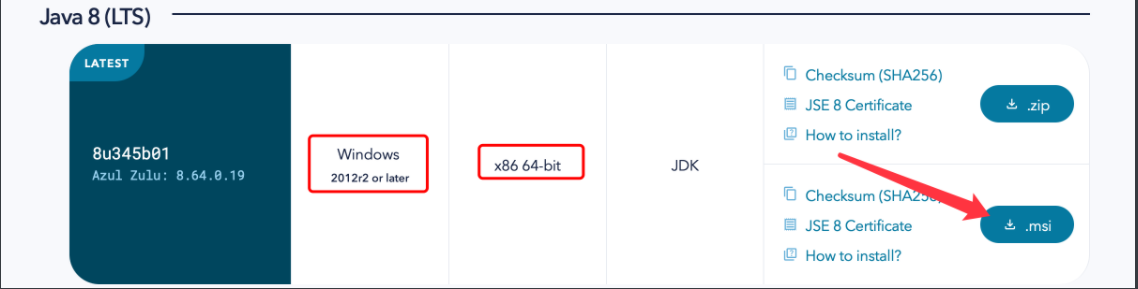 Java 8 (LTS)
LATEST
8u345b01
Azul Zulu: 8.64.0.19
Windows
2012r2 or later
x86 64-bit
JDK
Checksum (SHA256)
JSE 8 Certificate
How to install?
.zip
Checksum (SHA256)
JSE 8 Certificate
How to install?
.msi